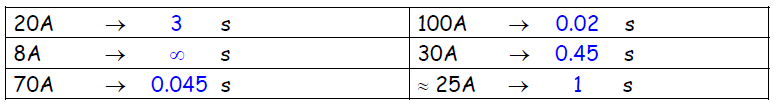 20A → 3 s 100A → 0.02 s
8A → ∞ s 30A → 0.45 s
70A → 0.045 s ≈ 25A → 1 s